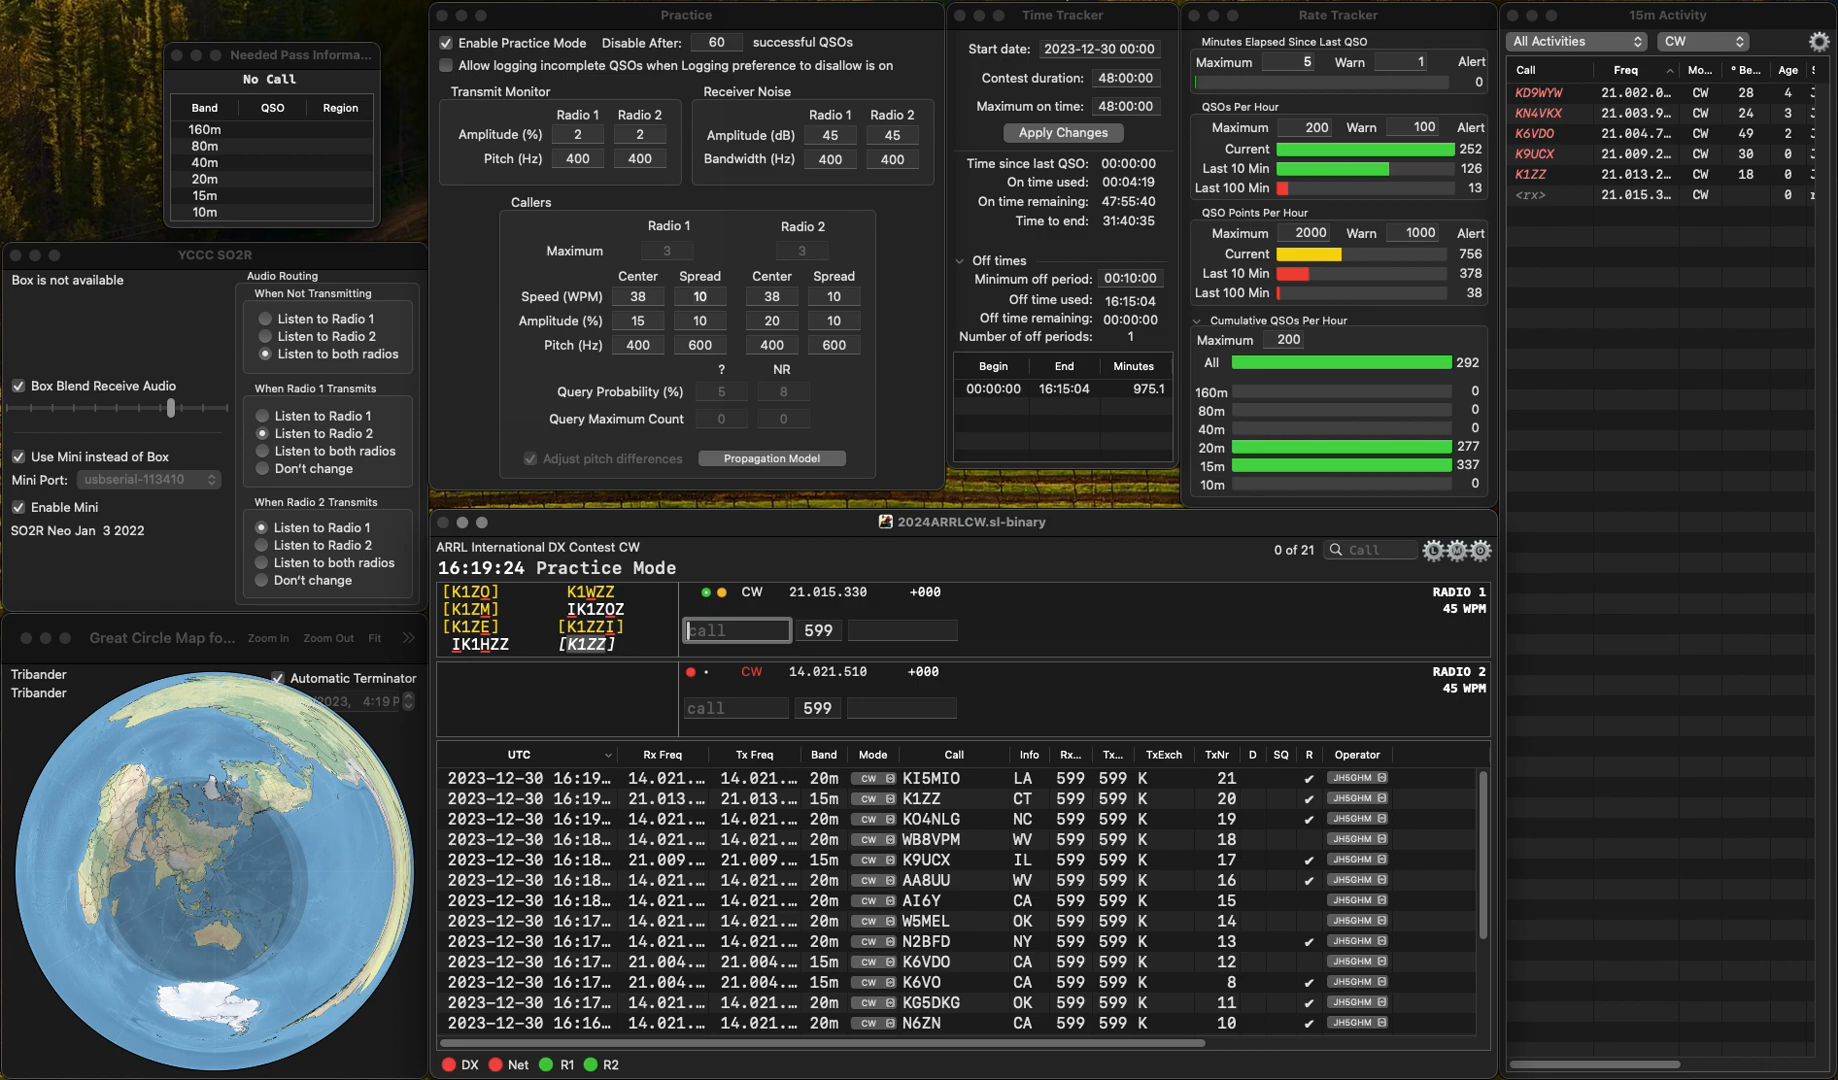 Needed Pass Informa...
No Call
Band QSO Region
160m
80m
40m
20m
15m
10m
YCCC SO2R
Box is not available
Box Blend Receive Audio
Use Mini instead of Box
Mini Port: usbserial-113410
Enable Mini
SO2R Neo Jan 3 2022
Audio Routing
When Not Transmitting
Listen to Radio 1
Listen to Radio 2
Listen to both radios
When Radio 1 Transmits
Listen to Radio 1
Listen to Radio 2
Listen to both radios
Don't change
When Radio 2 Transmits
Listen to Radio 1
Listen to Radio 2
Listen to both radios
Don't change
Great Circle Map fo... Zoom In Zoom Out Fit
Tribander
Tribander
Automatic Terminator
2023, 4:19 P
Practice
Enable Practice Mode Disable After: 60 successful QSOs
Allow logging incomplete QSOs when Logging preference to disallow is on
Transmit Monitor
Radio 1 Radio 2
Amplitude (%) 2 2
Pitch (Hz) 400 400
Receiver Noise
Radio 1 Radio 2
Amplitude (dB) 45 45
Bandwidth (Hz) 400 400
Callers
Radio 1 Radio 2
Maximum 3 3
Center Spread Center Spread
Speed (WPM) 38 10 38 10
Amplitude (%) 15 10 20 10
Pitch (Hz) 400 600 400 600
? NR
Query Probability (%) 5 8
Query Maximum Count 0 0
Adjust pitch differences Propagation Model
Time Tracker
Start date: 2023-12-30 00:00
Contest duration: 48:00:00
Maximum on time: 48:00:00
Apply Changes
Time since last QSO: 00:00:00
On time used: 00:04:19
On time remaining: 47:55:40
Time to end: 31:40:35
Off times
Minimum off period: 00:10:00
Off time used: 16:15:04
Off time remaining: 00:00:00
Number of off periods: 1
Begin End Minutes
00:00:00 16:15:04 975.1
Rate Tracker
Minutes Elapsed Since Last QSO
Maximum 5 Warn 1 Alert
0
QSOs Per Hour
Maximum 200 Warn 100 Alert
Current 252
Last 10 Min 126
Last 100 Min 13
QSO Points Per Hour
Maximum 2000 Warn 1000 Alert
Current 756
Last 10 Min 378
Last 100 Min 38
Cumulative QSOs Per Hour
Maximum 200
All 292
160m 0
80m 0
40m 0
20m 277
15m 337
10m 0
15m Activity
All Activities CW
Call Freq Mo... ° Be... Age S
KD9WYW 21.002.0... CW 28 4 J
KN4VKX 21.003.9... CW 24 3 J
K6VDO 21.004.7... CW 49 2 J
K9UCX 21.009.2... CW 30 0 J
K1ZZ 21.013.2... CW 18 0 J
<rx> 21.015.3... CW 0 r
2024ARRLCW.sl-binary
ARRL International DX Contest CW
0 of 21 Call L M O
16:19:24 Practice Mode
[K1ZO] K1WZZ
[K1ZM] IK1ZOZ
[K1ZE] [K1ZZI]
IK1HZZ [K1ZZ]
CW 21.015.330 +000 RADIO 1
45 WPM
call 599
CW 14.021.510 +000 RADIO 2
45 WPM
call 599
UTC Rx Freq Tx Freq Band Mode Call Info Rx... Tx... TxExch TxNr D SQ R Operator
2023-12-30 16:19... 14.021.... 14.021.... 20m CW KI5MIO LA 599 599 K 21 ✔ JH5GHM
2023-12-30 16:19... 21.013.... 21.013.... 15m CW K1ZZ CT 599 599 K 20 ✔ JH5GHM
2023-12-30 16:19... 14.021.... 14.021.... 20m CW KO4NLG NC 599 599 K 19 ✔ JH5GHM
2023-12-30 16:18... 14.021.... 14.021.... 20m CW WB8VPM WV 599 599 K 18 JH5GHM
2023-12-30 16:18... 21.009.... 21.009.... 15m CW K9UCX IL 599 599 K 17 ✔ JH5GHM
2023-12-30 16:18... 14.021.... 14.021.... 20m CW AA8UU WV 599 599 K 16 ✔ JH5GHM
2023-12-30 16:18... 14.021.... 14.021.... 20m CW AI6Y CA 599 599 K 15 JH5GHM
2023-12-30 16:17... 14.021.... 14.021.... 20m CW W5MEL OK 599 599 K 14 JH5GHM
2023-12-30 16:17... 14.021.... 14.021.... 20m CW N2BFD NY 599 599 K 13 ✔ JH5GHM
2023-12-30 16:17... 21.004.... 21.004.... 15m CW K6VDO CA 599 599 K 12 JH5GHM
2023-12-30 16:17... 21.004.... 21.004.... 15m CW K6VO CA 599 599 K 8 ✔ JH5GHM
2023-12-30 16:17... 14.021.... 14.021.... 20m CW KG5DKG OK 599 599 K 11 ✔ JH5GHM
2023-12-30 16:16... 14.021.... 14.021.... 20m CW N6ZN CA 599 599 K 10 ✔ JH5GHM
DX Net R1 R2